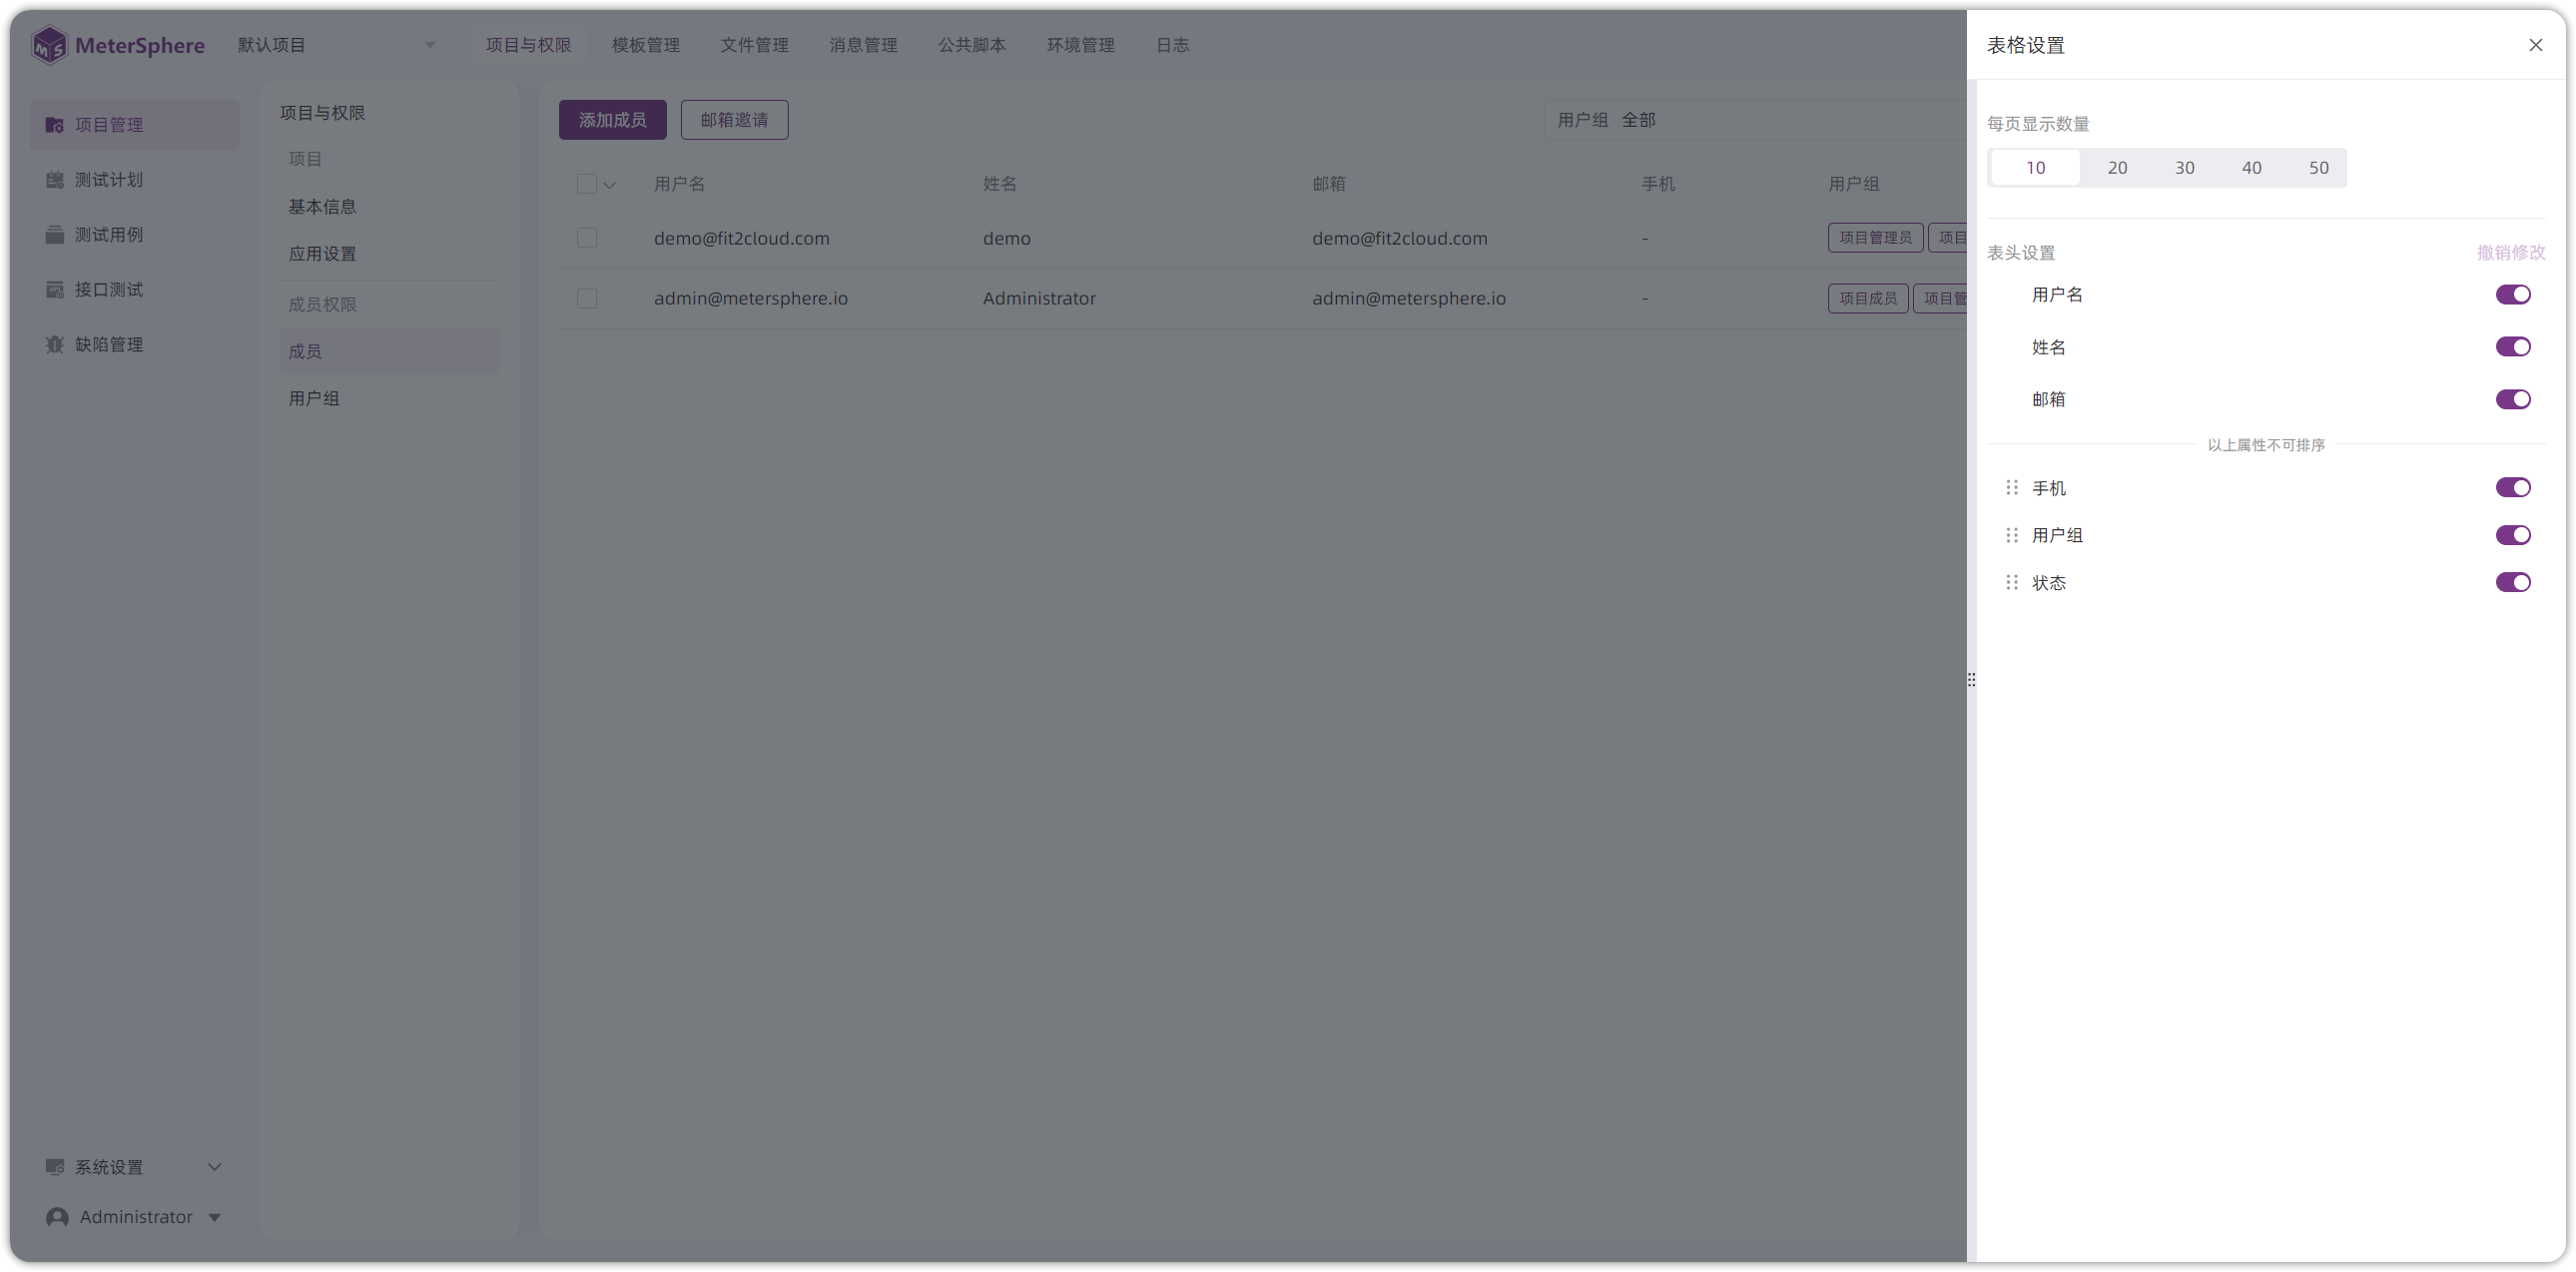 MeterSphere
默认项目
项目与权限
模板管理
文件管理
消息管理
公共脚本
环境管理
日志
项目管理
测试计划
测试用例
接口测试
缺陷管理
系统设置
Administrator
项目与权限
项目
基本信息
应用设置
成员权限
成员
用户组
添加成员
邮箱邀请
用户组 全部
用户名 姓名 邮箱 手机 用户组
demo@fit2cloud.com demo demo@fit2cloud.com - 项目管理员 项目
admin@metersphere.io Administrator admin@metersphere.io - 项目成员 项目管
表格设置
每页显示数量
10 20 30 40 50
表头设置 撤销修改
用户名
姓名
邮箱
以上属性不可排序
手机
用户组
状态